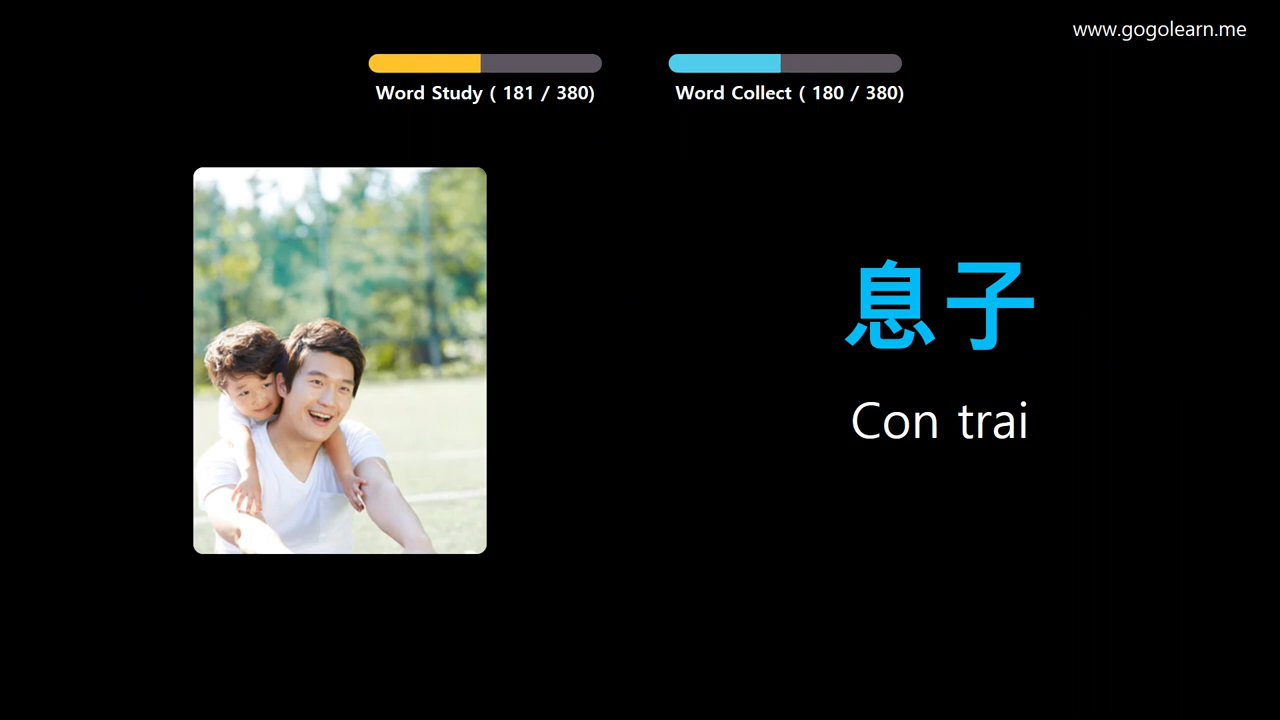 www.gogolearn.me
Word Study ( 181 / 380)
Word Collect ( 180 / 380)
息子
Con trai